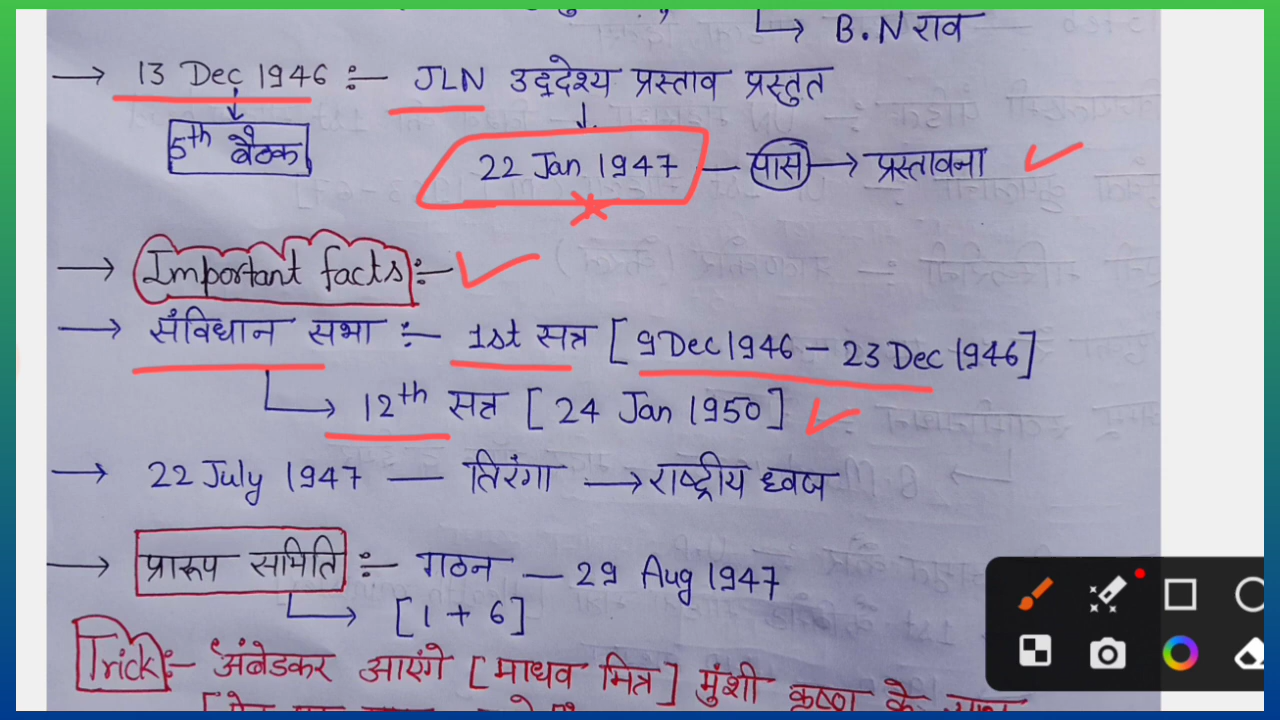 → B.N राव
→ 13 Dec 1946 :- JLN उद्देश्य प्रस्ताव प्रस्तुत
5th बैठक
22 Jan 1947 — पास → प्रस्तावना
→ Important facts :-
→ संविधान सभा :- 1st सत्र [9 Dec 1946 - 23 Dec 1946]
→ 12th सत्र [24 Jan 1950]
→ 22 July 1947 — तिरंगा → राष्ट्रीय ध्वज
→ प्रारूप समिति :- गठन — 29 Aug 1947
→ [1 + 6]
Trick :- अंबेडकर आएंगे [माधव मित्र] मुंशी कृष्ण के